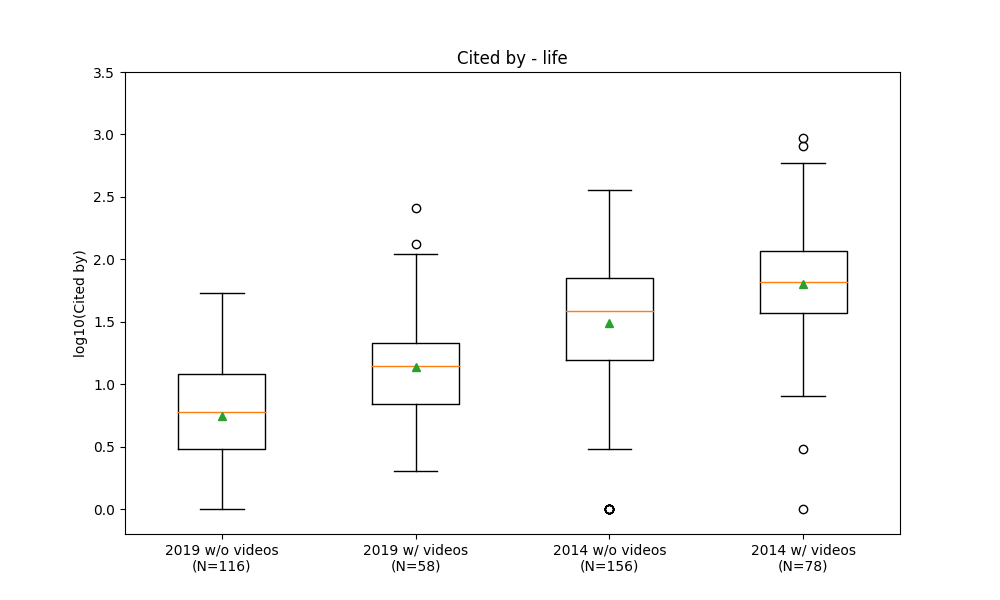 Cited by - life
log10(Cited by)
3.5
3.0
2.5
2.0
1.5
1.0
0.5
0.0
2019 w/o videos
(N=116)
2019 w/ videos
(N=58)
2014 w/o videos
(N=156)
2014 w/ videos
(N=78)